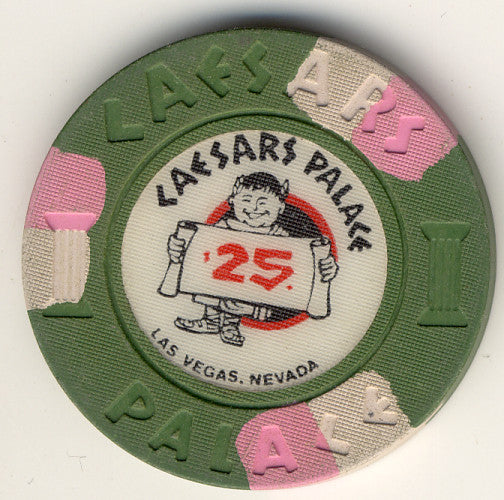 CAESARS
CAESARS PALACE
$25.
LAS VEGAS, NEVADA
PALACE